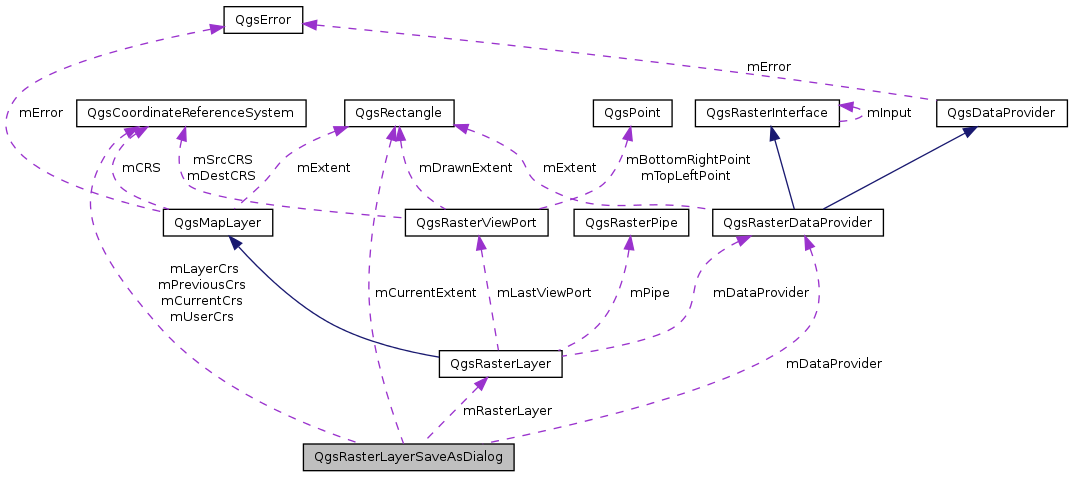 QgsError
mError
mError
QgsCoordinateReferenceSystem
QgsRectangle
QgsPoint
QgsRasterInterface
mInput
QgsDataProvider
mCRS
mSrcCRS
mDestCRS
mExtent
mDrawnExtent
mExtent
mBottomRightPoint
mTopLeftPoint
QgsMapLayer
QgsRasterViewPort
QgsRasterPipe
QgsRasterDataProvider
mLayerCrs
mPreviousCrs
mCurrentCrs
mUserCrs
mCurrentExtent
mLastViewPort
mPipe
mDataProvider
QgsRasterLayer
mDataProvider
mRasterLayer
QgsRasterLayerSaveAsDialog